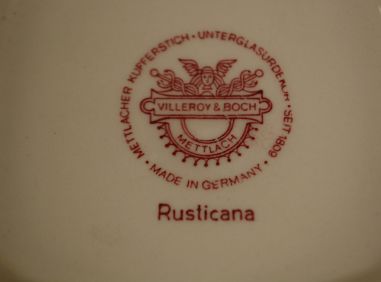 METTLACHER KUPFERSTICH · UNTERGLASURDEKOR · SEIT 1809 ·
VILLEROY & BOCH
METTLACH
MADE IN GERMANY
Rusticana